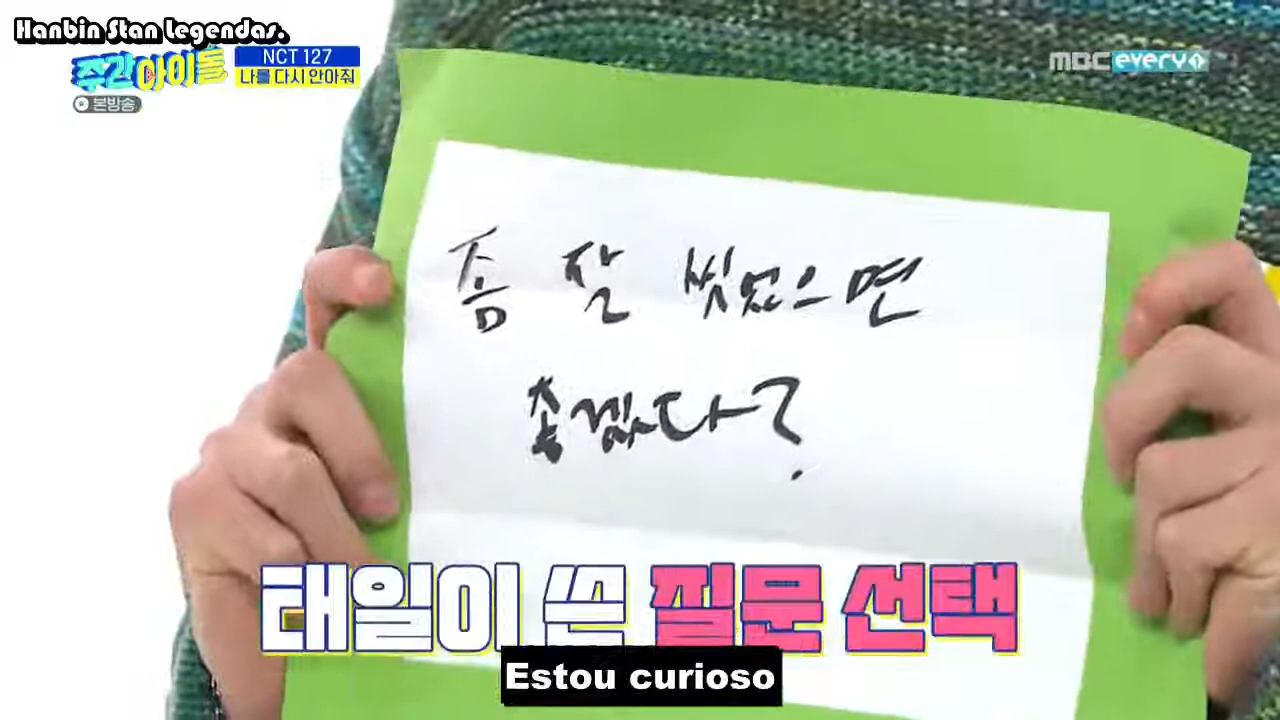 Hanbin Stan Legendas.
주간아이돌
NCT 127
나를 다시 안아줘
본방송
MBC every1
좀 잘 씻었으면
좋겠다?
태일이 쓴 질문 선택
Estou curioso